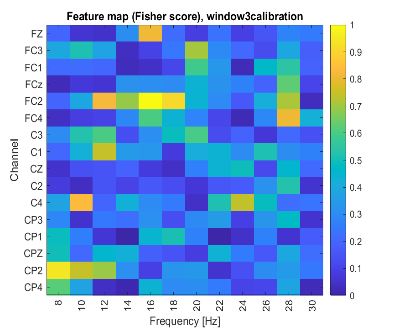 Feature map (Fisher score), window3calibration
Channel
FZ
FC3
FC1
FCz
FC2
FC4
C3
C1
CZ
C2
C4
CP3
CP1
CPZ
CP2
CP4
8 10 12 14 16 18 20 22 24 26 28 30
Frequency [Hz]
1
0.9
0.8
0.7
0.6
0.5
0.4
0.3
0.2
0.1
0